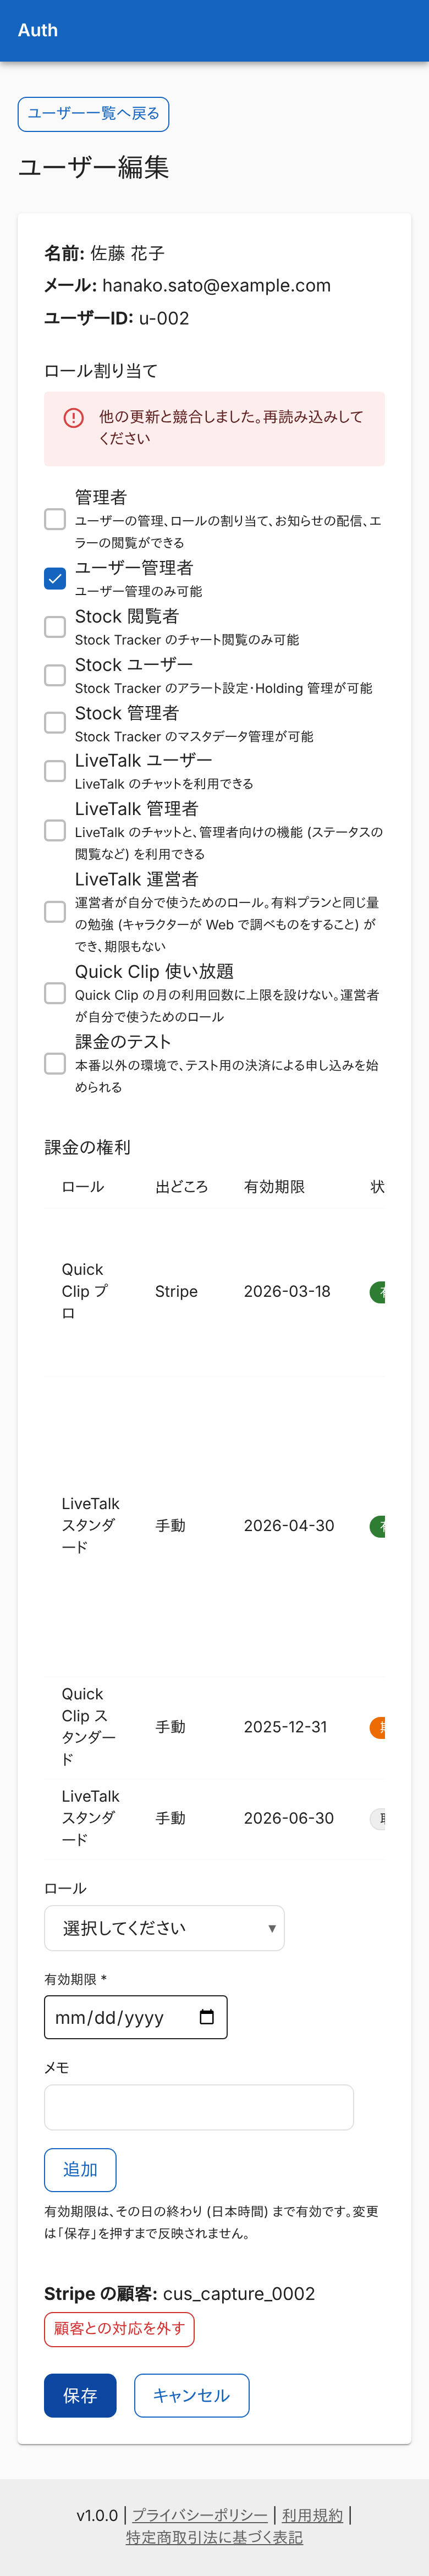 Auth
ユーザー一覧へ戻る
ユーザー編集
名前: 佐藤 花子
メール: hanako.sato@example.com
ユーザーID: u-002
ロール割り当て
他の更新と競合しました。再読み込みして
ください
管理者
ユーザーの管理、ロールの割り当て、お知らせの配信、エ
ラーの閲覧ができる
ユーザー管理者
ユーザー管理のみ可能
Stock 閲覧者
Stock Tracker のチャート閲覧のみ可能
Stock ユーザー
Stock Tracker のアラート設定・Holding 管理が可能
Stock 管理者
Stock Tracker のマスタデータ管理が可能
LiveTalk ユーザー
LiveTalk のチャットを利用できる
LiveTalk 管理者
LiveTalk のチャットと、管理者向けの機能 (ステータスの
閲覧など) を利用できる
LiveTalk 運営者
運営者が自分で使うためのロール。有料プランと同じ量
の勉強 (キャラクターが Web で調べものをすること) が
でき、期限もない
Quick Clip 使い放題
Quick Clip の月の利用回数に上限を設けない。運営者
が自分で使うためのロール
課金のテスト
本番以外の環境で、テスト用の決済による申し込みを始
められる
課金の権利
ロール 出どころ 有効期限 状
Quick
Clip プ
ロ
Stripe 2026-03-18
LiveTalk
スタンダ
ード
手動 2026-04-30
Quick
Clip ス
タンダー
ド
手動 2025-12-31
LiveTalk
スタンダ
ード
手動 2026-06-30
ロール
選択してください
有効期限 *
mm/dd/yyyy
メモ
追加
有効期限は、その日の終わり (日本時間) まで有効です。変更
は「保存」を押すまで反映されません。
Stripe の顧客: cus_capture_0002
顧客との対応を外す
保存 キャンセル
v1.0.0 | プライバシーポリシー | 利用規約 |
特定商取引法に基づく表記